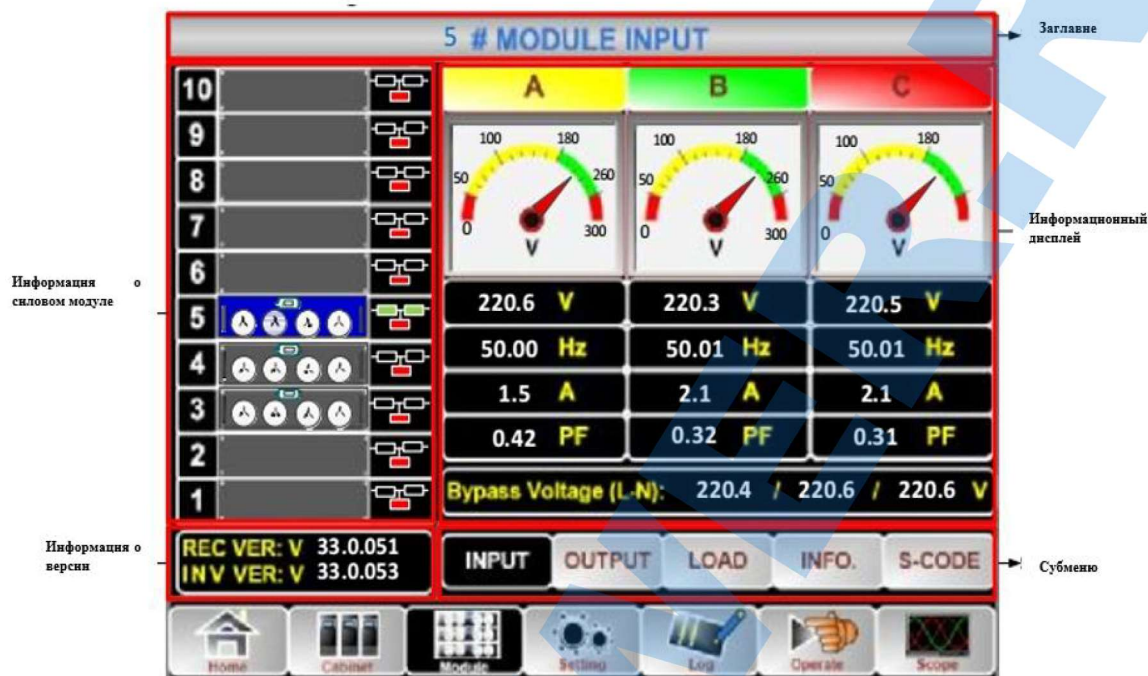 5 # MODULE INPUT
Заглавне
10
9
8
7
6
5
4
3
2
1
A B C
0 50 100 180 260 300
V
0 50 100 180 260 300
V
0 50 100 180
V
220.6 V 220.3 V 220.5 V
50.00 Hz 50.01 Hz 50.01 Hz
1.5 A 2.1 A 2.1 A
0.42 PF 0.32 PF 0.31 PF
Bypass Voltage (L-N): 220.4 / 220.6 / 220.6 V
Информационный
дисплей
Информация о
силовом модуле
Информация о
версии
REC VER: V 33.0.051
INV VER: V 33.0.053
INPUT OUTPUT LOAD INFO. S-CODE
Субменю
Home Cabinet Module Setting Log Operate Scope